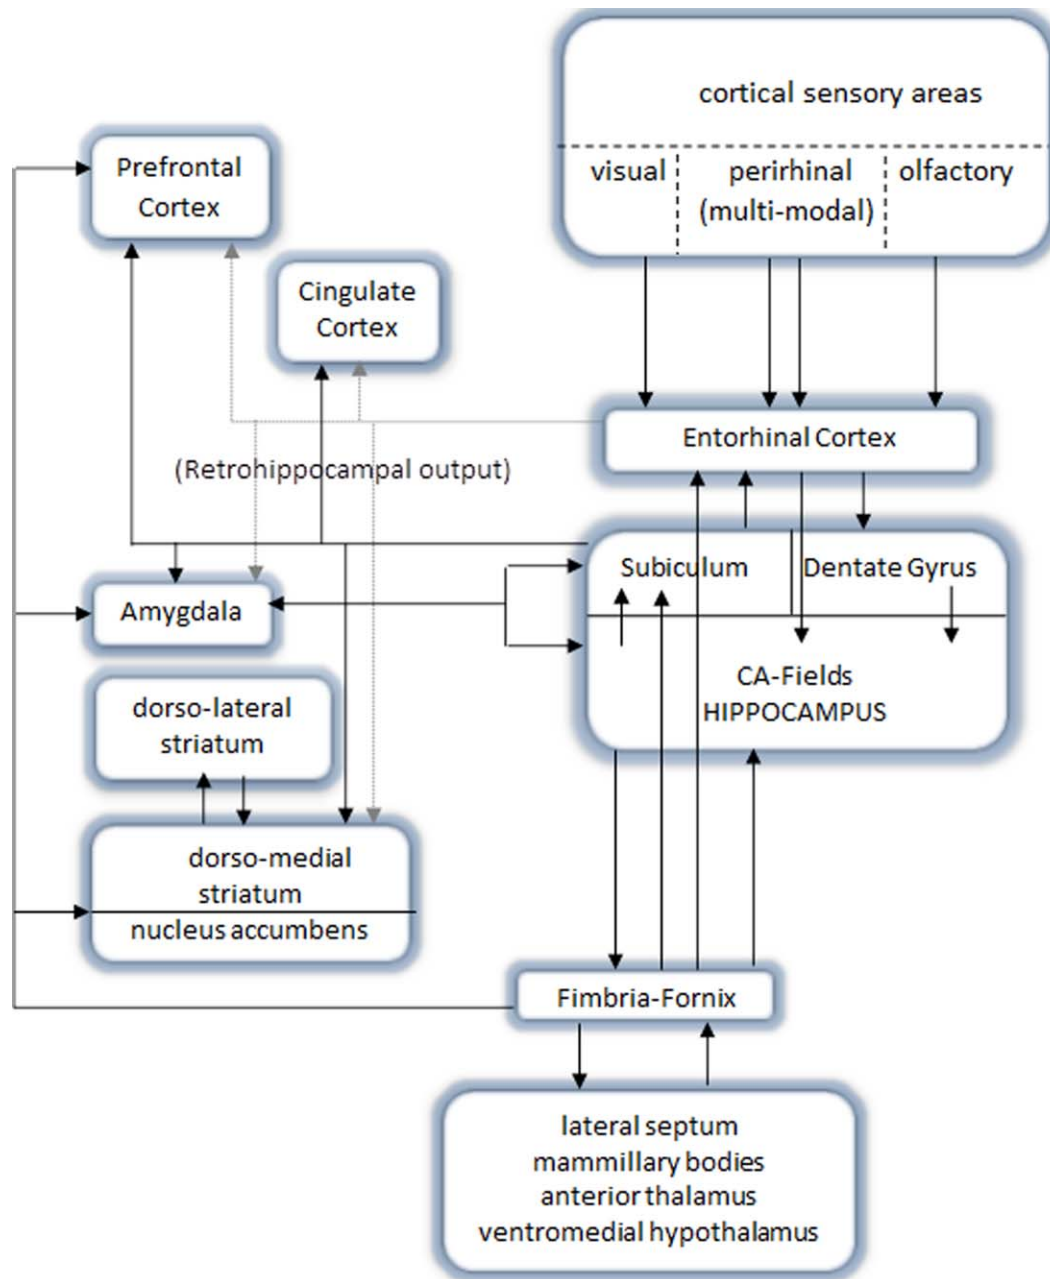 cortical sensory areas
visual
perirhinal
(multi-modal)
olfactory
Prefrontal
Cortex
Cingulate
Cortex
Entorhinal Cortex
(Retrohippocampal output)
Subiculum
Dentate Gyrus
Amygdala
CA-Fields
HIPPOCAMPUS
dorso-lateral
striatum
dorso-medial
striatum
nucleus accumbens
Fimbria-Fornix
lateral septum
mammillary bodies
anterior thalamus
ventromedial hypothalamus